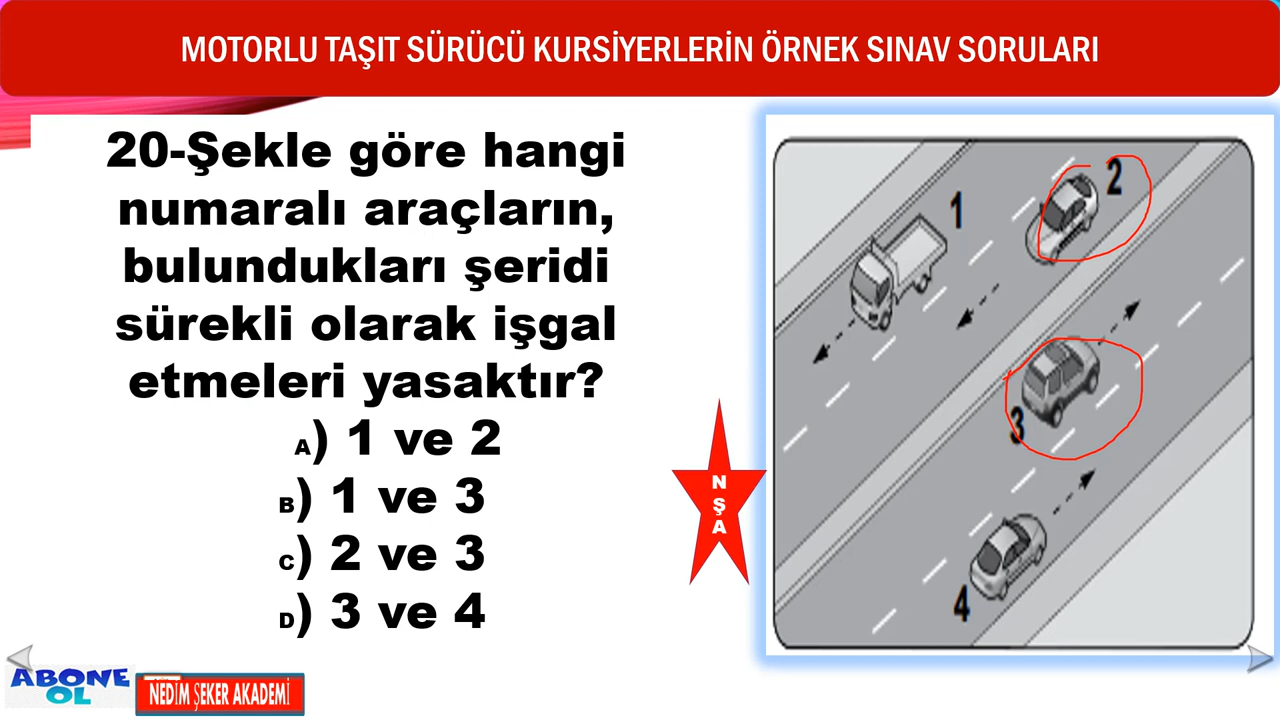 MOTORLU TAŞIT SÜRÜCÜ KURSİYERLERİN ÖRNEK SINAV SORULARI
20-Şekle göre hangi
numaralı araçların,
bulundukları şeridi
sürekli olarak işgal
etmeleri yasaktır?
A) 1 ve 2
B) 1 ve 3
C) 2 ve 3
D) 3 ve 4
N
Ş
A
1
2
3
4
ABONE
OL
NEDİM ŞEKER AKADEMİ